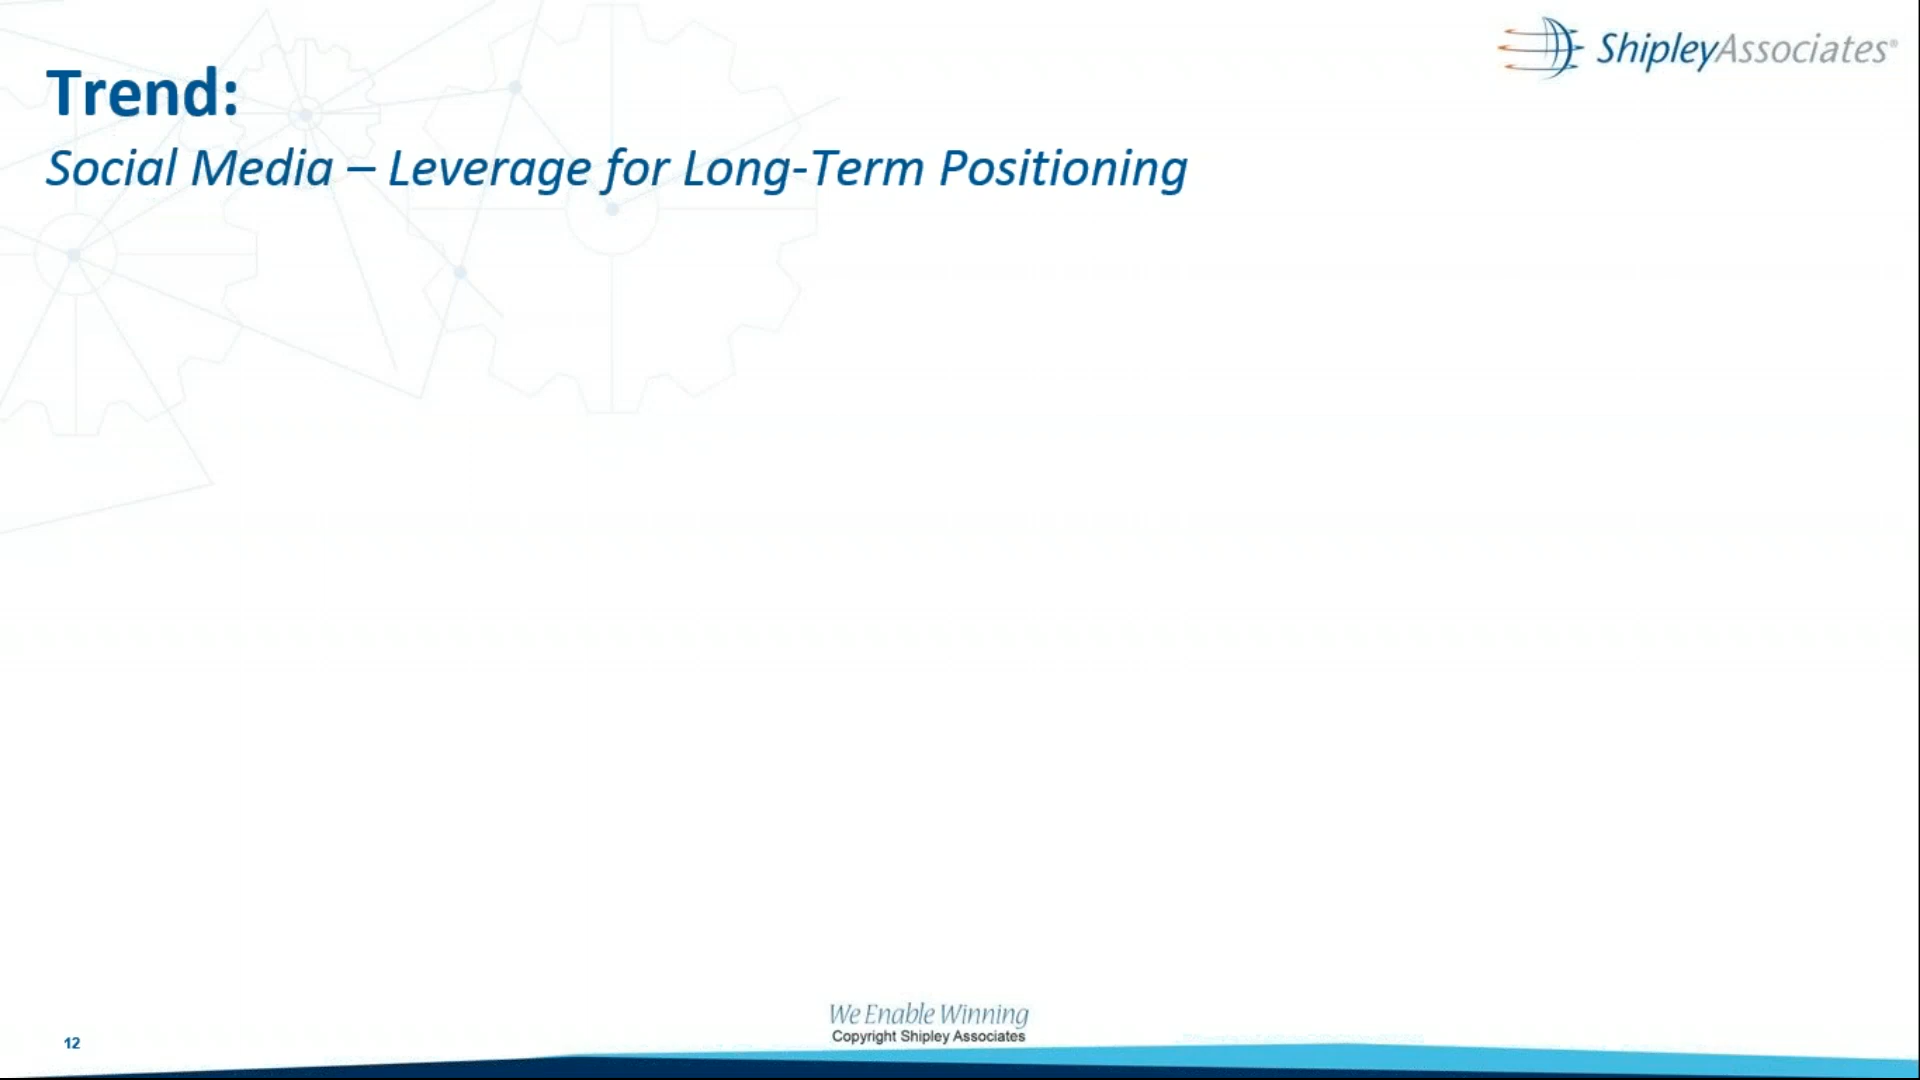 ShipleyAssociates®
Trend:
Social Media – Leverage for Long-Term Positioning
We Enable Winning
Copyright Shipley Associates
12